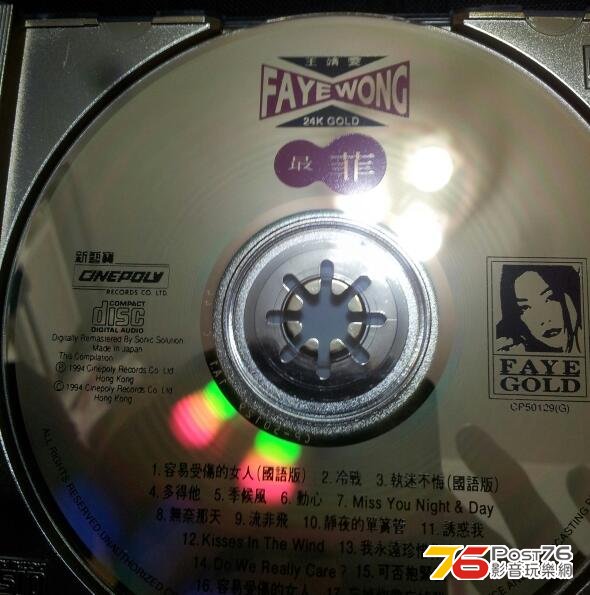 王靖雯
FAYE WONG
24K GOLD
最菲
新藝寶
CINEPOLY
RECORDS CO. LTD.
COMPACT
disc
DIGITAL AUDIO
Digitally Remastered By Sonic Solution
Made in Japan
This Compilation
℗ 1994 Cinepoly Records Co Ltd
Hong Kong
© 1994 Cinepoly Records Co. Ltd.
Hong Kong
FAYE
GOLD
CP50129(G)
1.容易受傷的女人(國語版) 2.冷戰 3.執迷不悔(國語版)
4.多得他 5.季候風 6.動心 7.Miss You Night & Day
8.無奈那天 9.流非飛 10.靜夜的單簧管 11.誘惑我
12.Kisses In The Wind 13.我永遠珍惜
14.Do We Really Care? 15.可否抱緊
16.容易受傷的女人 17.
ALL RIGHTS RESERVED. UNAUTHORIZED
CASTING
76 Post76
影音玩樂網